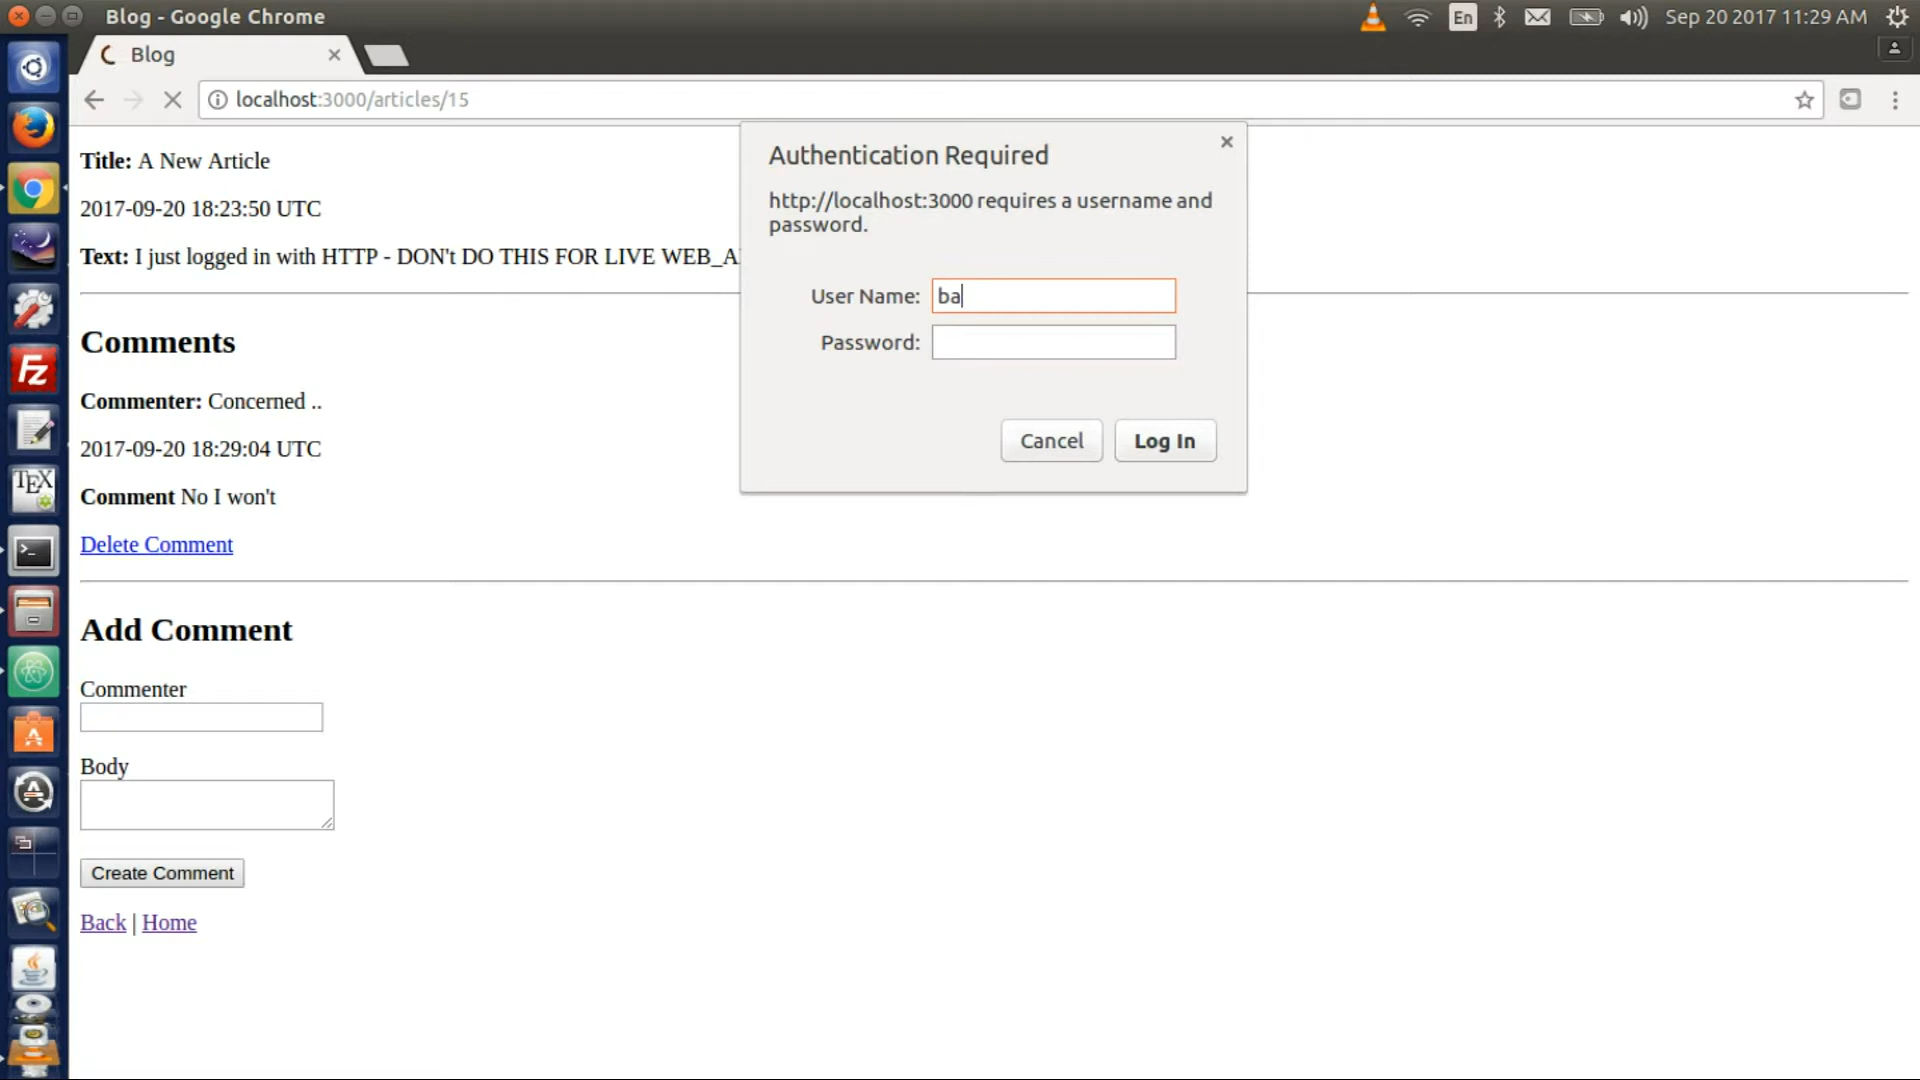 Blog - Google Chrome
En
Sep 20 2017 11:29 AM
Blog
localhost:3000/articles/15
Title: A New Article
2017-09-20 18:23:50 UTC
Text: I just logged in with HTTP - DON't DO THIS FOR LIVE WEB_A
Authentication Required
http://localhost:3000 requires a username and
password.
User Name: ba
Password:
Cancel
Log In
Comments
Commenter: Concerned ..
2017-09-20 18:29:04 UTC
Comment No I won't
Delete Comment
Add Comment
Commenter
Body
Create Comment
Back | Home
Fz
TEX